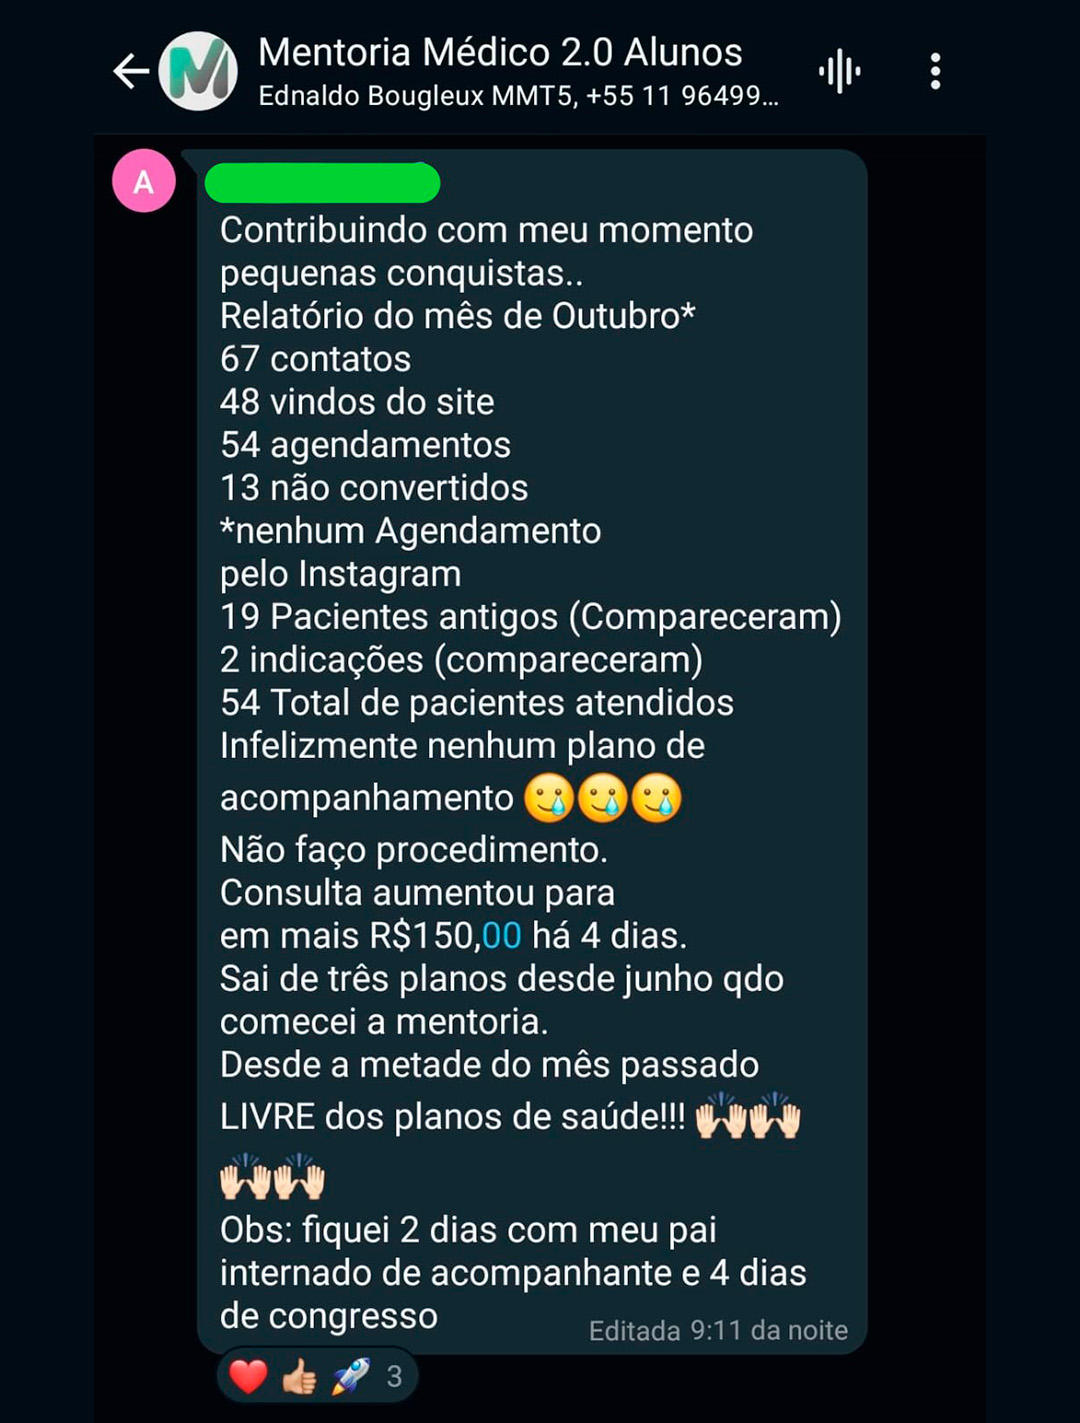 Mentoria Médico 2.0 Alunos
Ednaldo Bougleux MMT5, +55 11 96499...
A
Contribuindo com meu momento
pequenas conquistas..
Relatório do mês de Outubro*
67 contatos
48 vindos do site
54 agendamentos
13 não convertidos
*nenhum Agendamento
pelo Instagram
19 Pacientes antigos (Compareceram)
2 indicações (compareceram)
54 Total de pacientes atendidos
Infelizmente nenhum plano de
acompanhamento 🥲🥲🥲
Não faço procedimento.
Consulta aumentou para
em mais R$150,00 há 4 dias.
Sai de três planos desde junho qdo
comecei a mentoria.
Desde a metade do mês passado
LIVRE dos planos de saúde!!! 🙌🏻🙌🏻
🙌🏻🙌🏻
Obs: fiquei 2 dias com meu pai
internado de acompanhante e 4 dias
de congresso
Editada 9:11 da noite
❤️ 👍🏽 🚀 3